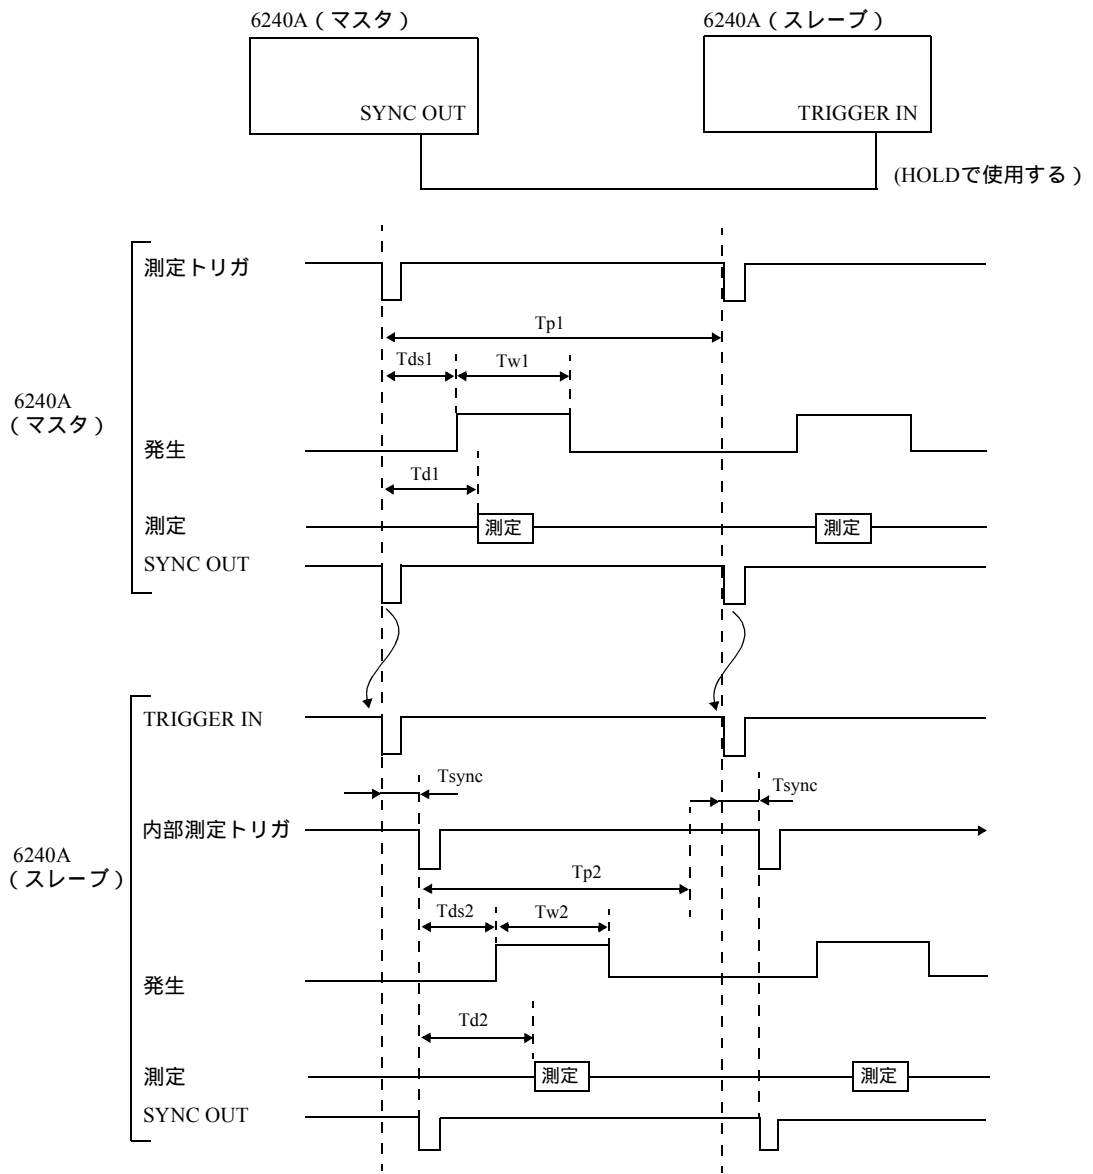 6240A（マスタ）
6240A（スレーブ）
SYNC OUT
TRIGGER IN
(HOLDで使用する）
測定トリガ
Tp1
Tds1
Tw1
6240A
（マスタ）
発生
Td1
測定
測定
測定
SYNC OUT
TRIGGER IN
Tsync
Tsync
内部測定トリガ
6240A
（スレーブ）
Tp2
Tds2
Tw2
発生
Td2
測定
測定
測定
SYNC OUT